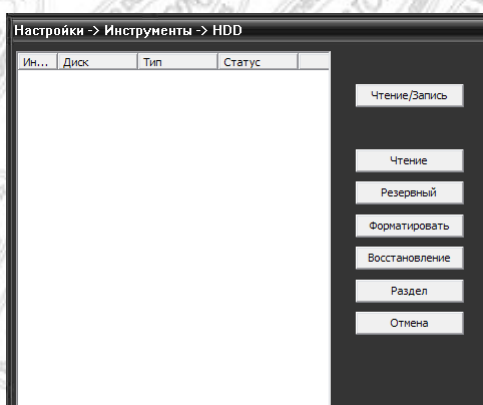 Настройки -> Инструменты -> HDD
Ин... Диск Тип Статус
Чтение/Запись
Чтение
Резервный
Форматировать
Восстановление
Раздел
Отмена